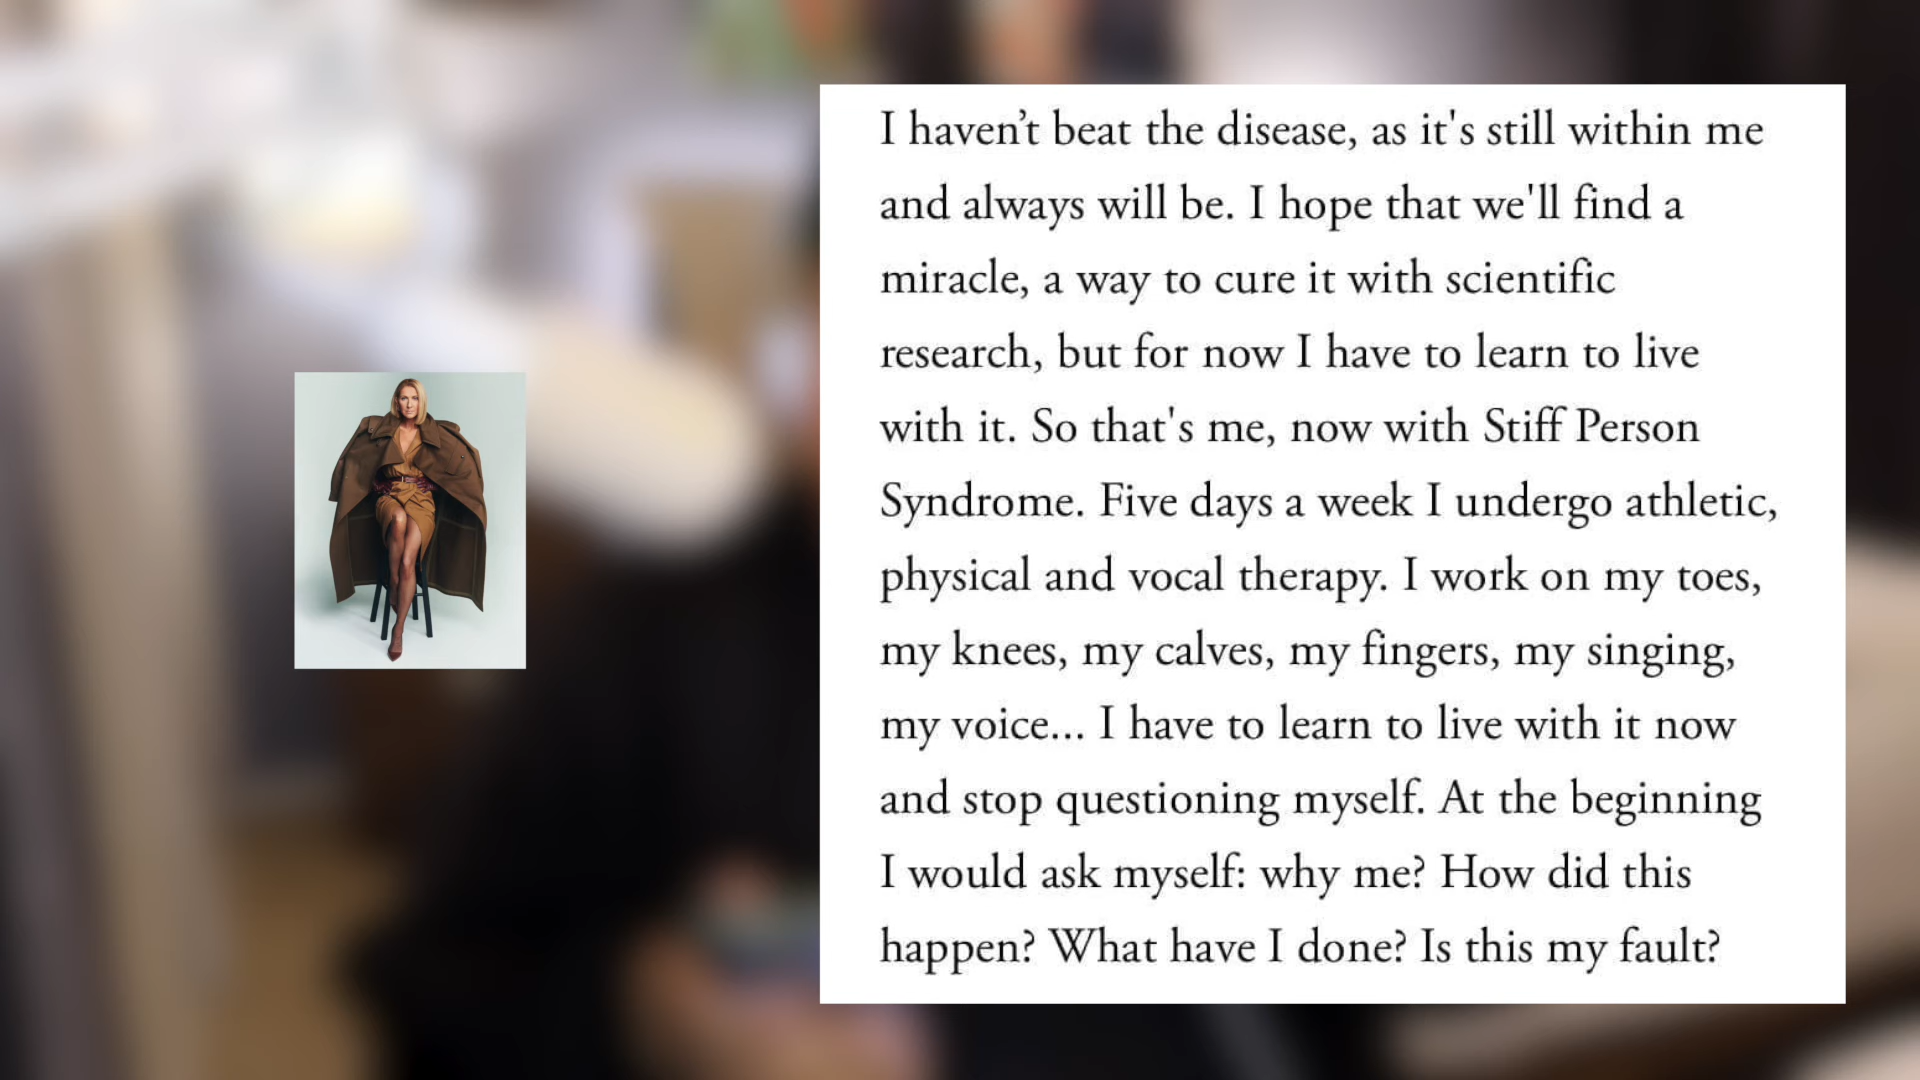 I haven’t beat the disease, as it's still within me
and always will be. I hope that we'll find a
miracle, a way to cure it with scientific
research, but for now I have to learn to live
with it. So that's me, now with Stiff Person
Syndrome. Five days a week I undergo athletic,
physical and vocal therapy. I work on my toes,
my knees, my calves, my fingers, my singing,
my voice... I have to learn to live with it now
and stop questioning myself. At the beginning
I would ask myself: why me? How did this
happen? What have I done? Is this my fault?